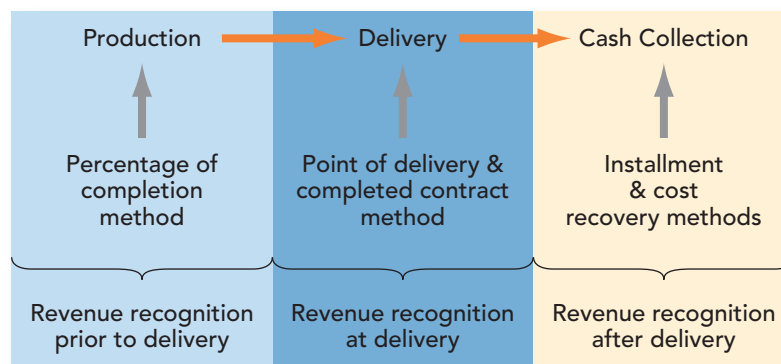 Production
Delivery
Cash Collection
Percentage of
completion
method
Point of delivery &
completed contract
method
Installment
& cost
recovery methods
Revenue recognition
prior to delivery
Revenue recognition
at delivery
Revenue recognition
after delivery